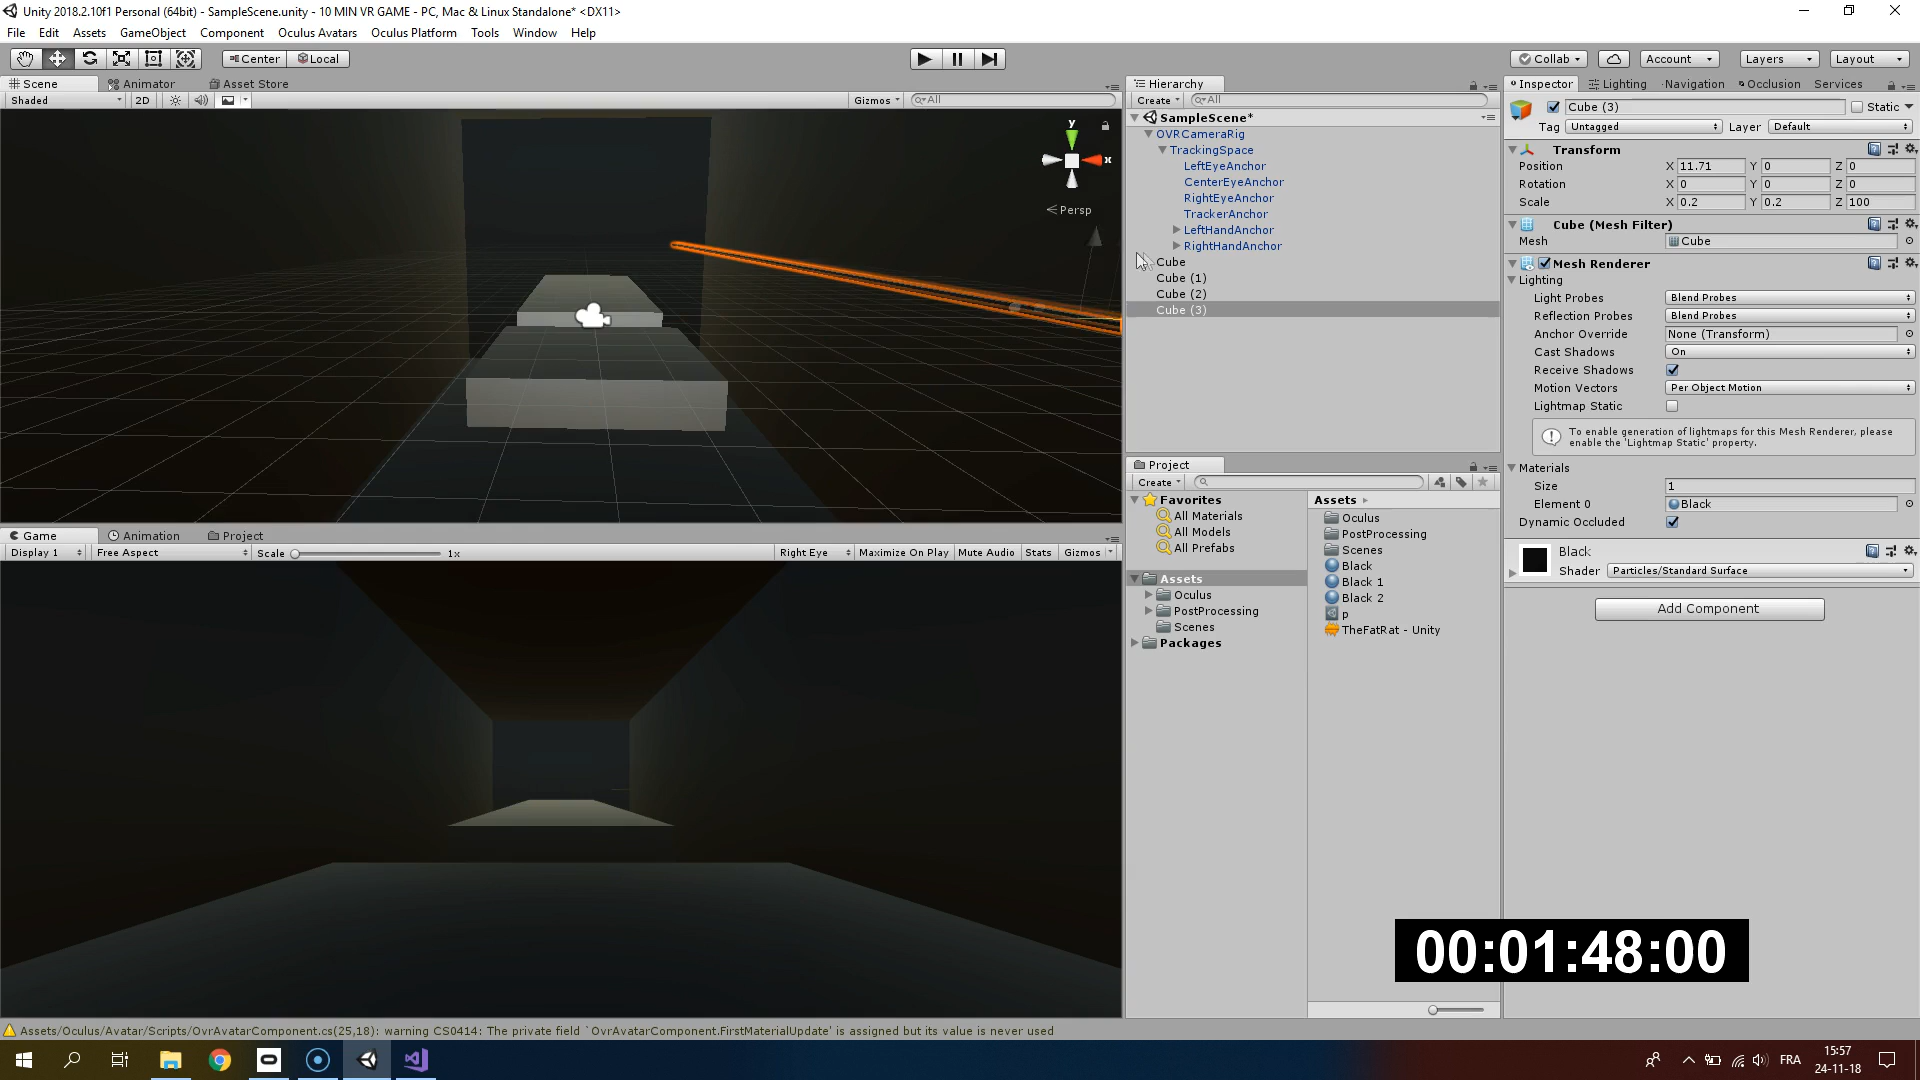 Unity 2018.2.10f1 Personal (64bit) - SampleScene.unity - 10 MIN VR GAME - PC, Mac & Linux Standalone* <DX11>
File Edit Assets GameObject Component Oculus Avatars Oculus Platform Tools Window Help
Center Local Collab Account Layers Layout
Scene Animator Asset Store
Shaded 2D Gizmos All
y
x
Persp
Hierarchy
Create All
SampleScene*
OVRCameraRig
TrackingSpace
LeftEyeAnchor
CenterEyeAnchor
RightEyeAnchor
TrackerAnchor
LeftHandAnchor
RightHandAnchor
Cube
Cube (1)
Cube (2)
Cube (3)
Inspector Lighting Navigation Occlusion Services
Cube (3) Static
Tag Untagged Layer Default
Transform
Position X 11.71 Y 0 Z 0
Rotation X 0 Y 0 Z 0
Scale X 0.2 Y 0.2 Z 100
Cube (Mesh Filter)
Mesh Cube
Mesh Renderer
Lighting
Light Probes Blend Probes
Reflection Probes Blend Probes
Anchor Override None (Transform)
Cast Shadows On
Receive Shadows
Motion Vectors Per Object Motion
Lightmap Static
To enable generation of lightmaps for this Mesh Renderer, please
enable the 'Lightmap Static' property.
Materials
Size 1
Element 0 Black
Dynamic Occluded
Black
Shader Particles/Standard Surface
Add Component
Game Animation Project
Display 1 Free Aspect Scale 1x Right Eye Maximize On Play Mute Audio Stats Gizmos
Project
Create
Favorites
All Materials
All Models
All Prefabs
Assets
Oculus
PostProcessing
Scenes
Packages
Assets
Oculus
PostProcessing
Scenes
Black
Black 1
Black 2
p
TheFatRat - Unity
00:01:48:00
Assets/Oculus/Avatar/Scripts/OvrAvatarComponent.cs(25,18): warning CS0414: The private field `OvrAvatarComponent.FirstMaterialUpdate' is assigned but its value is never used
FRA
15:57
24-11-18